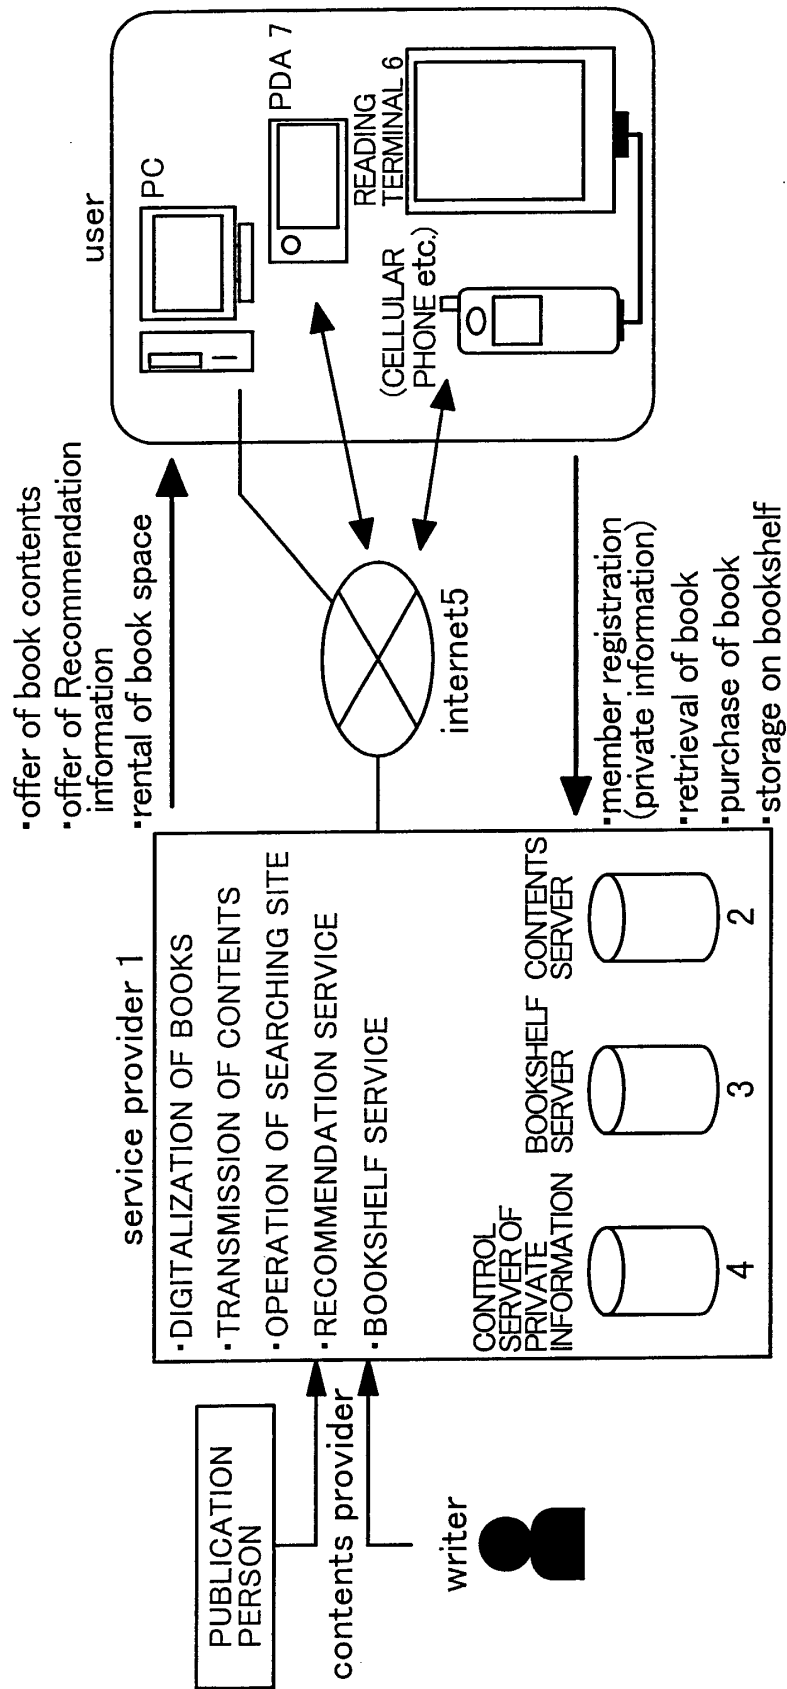 PUBLICATION
PERSON
contents provider
writer
service provider 1
·DIGITALIZATION OF BOOKS
·TRANSMISSION OF CONTENTS
·OPERATION OF SEARCHING SITE
·RECOMMENDATION SERVICE
·BOOKSHELF SERVICE
CONTROL
SERVER OF
PRIVATE
INFORMATION
4
BOOKSHELF
SERVER
3
CONTENTS
SERVER
2
·offer of book contents
·offer of Recommendation
information
·rental of book space
internet5
·member registration
(private information)
·retrieval of book
·purchase of book
·storage on bookshelf
user
PC
PDA 7
READING
TERMINAL 6
(CELLULAR
PHONE etc.)